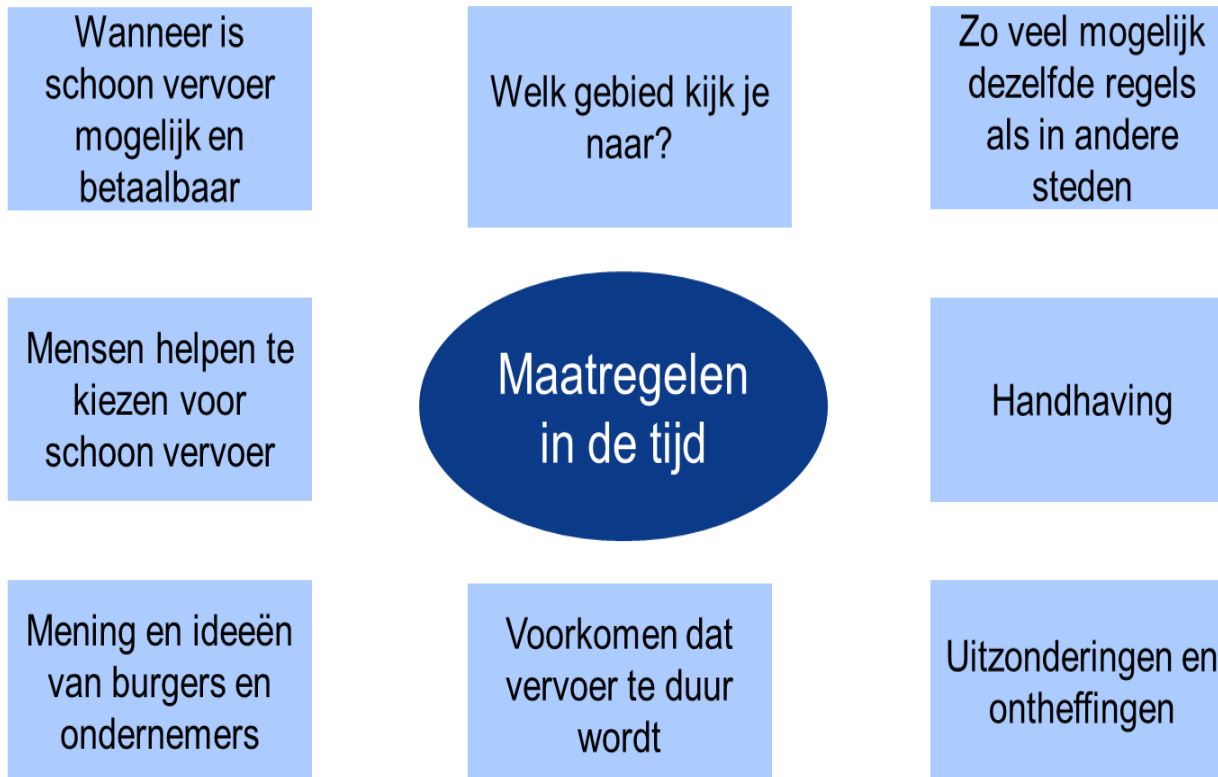 Wanneer is
schoon vervoer
mogelijk en
betaalbaar
Welk gebied kijk je
naar?
Zo veel mogelijk
dezelfde regels
als in andere
steden
Mensen helpen te
kiezen voor
schoon vervoer
Maatregelen
in de tijd
Handhaving
Mening en ideeën
van burgers en
ondernemers
Voorkomen dat
vervoer te duur
wordt
Uitzonderingen en
ontheffingen